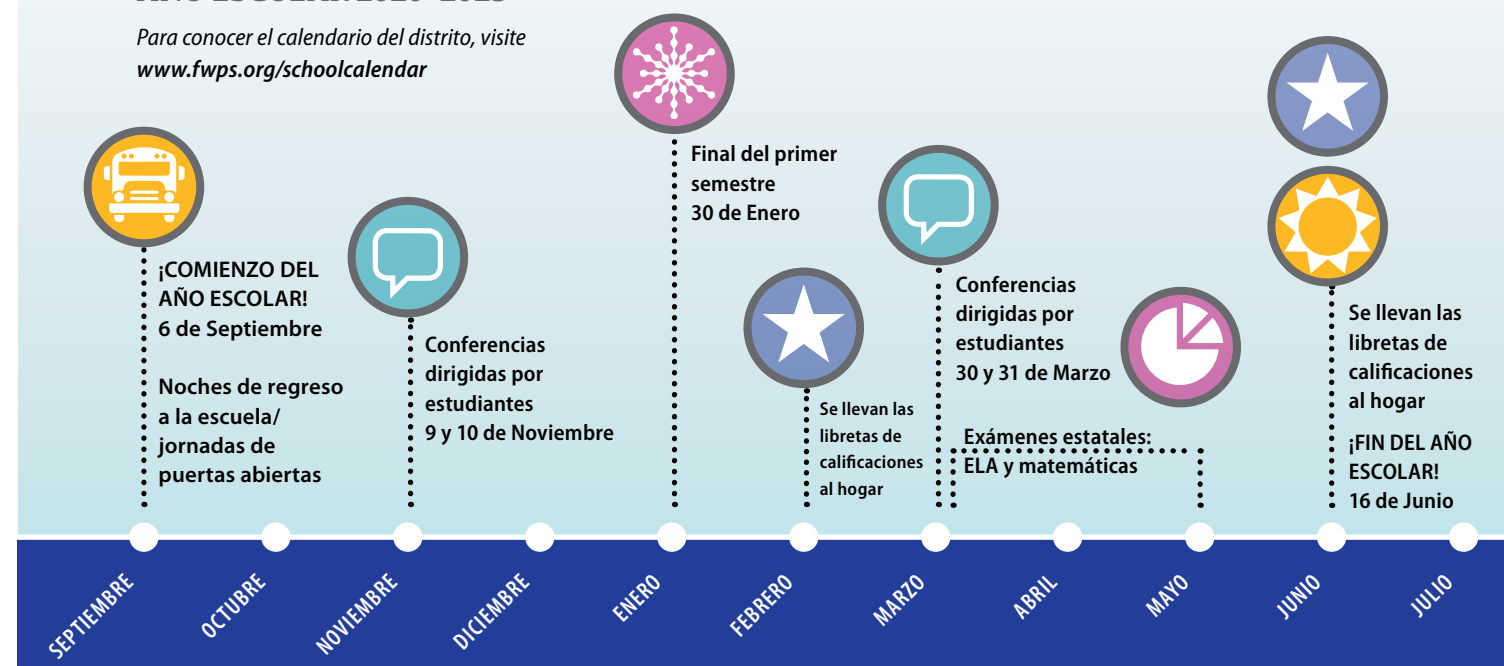 Para conocer el calendario del distrito, visite
www.fwps.org/schoolcalendar
¡COMIENZO DEL
AÑO ESCOLAR!
6 de Septiembre
Noches de regreso
a la escuela/
jornadas de
puertas abiertas
Conferencias
dirigidas por
estudiantes
9 y 10 de Noviembre
Final del primer
semestre
30 de Enero
Se llevan las
libretas de
calificaciones
al hogar
Conferencias
dirigidas por
estudiantes
30 y 31 de Marzo
Exámenes estatales:
ELA y matemáticas
Se llevan las
libretas de
calificaciones
al hogar
¡FIN DEL AÑO
ESCOLAR!
16 de Junio
SEPTIEMBRE
OCTUBRE
NOVIEMBRE
DICIEMBRE
ENERO
FEBRERO
MARZO
ABRIL
MAYO
JUNIO
JULIO